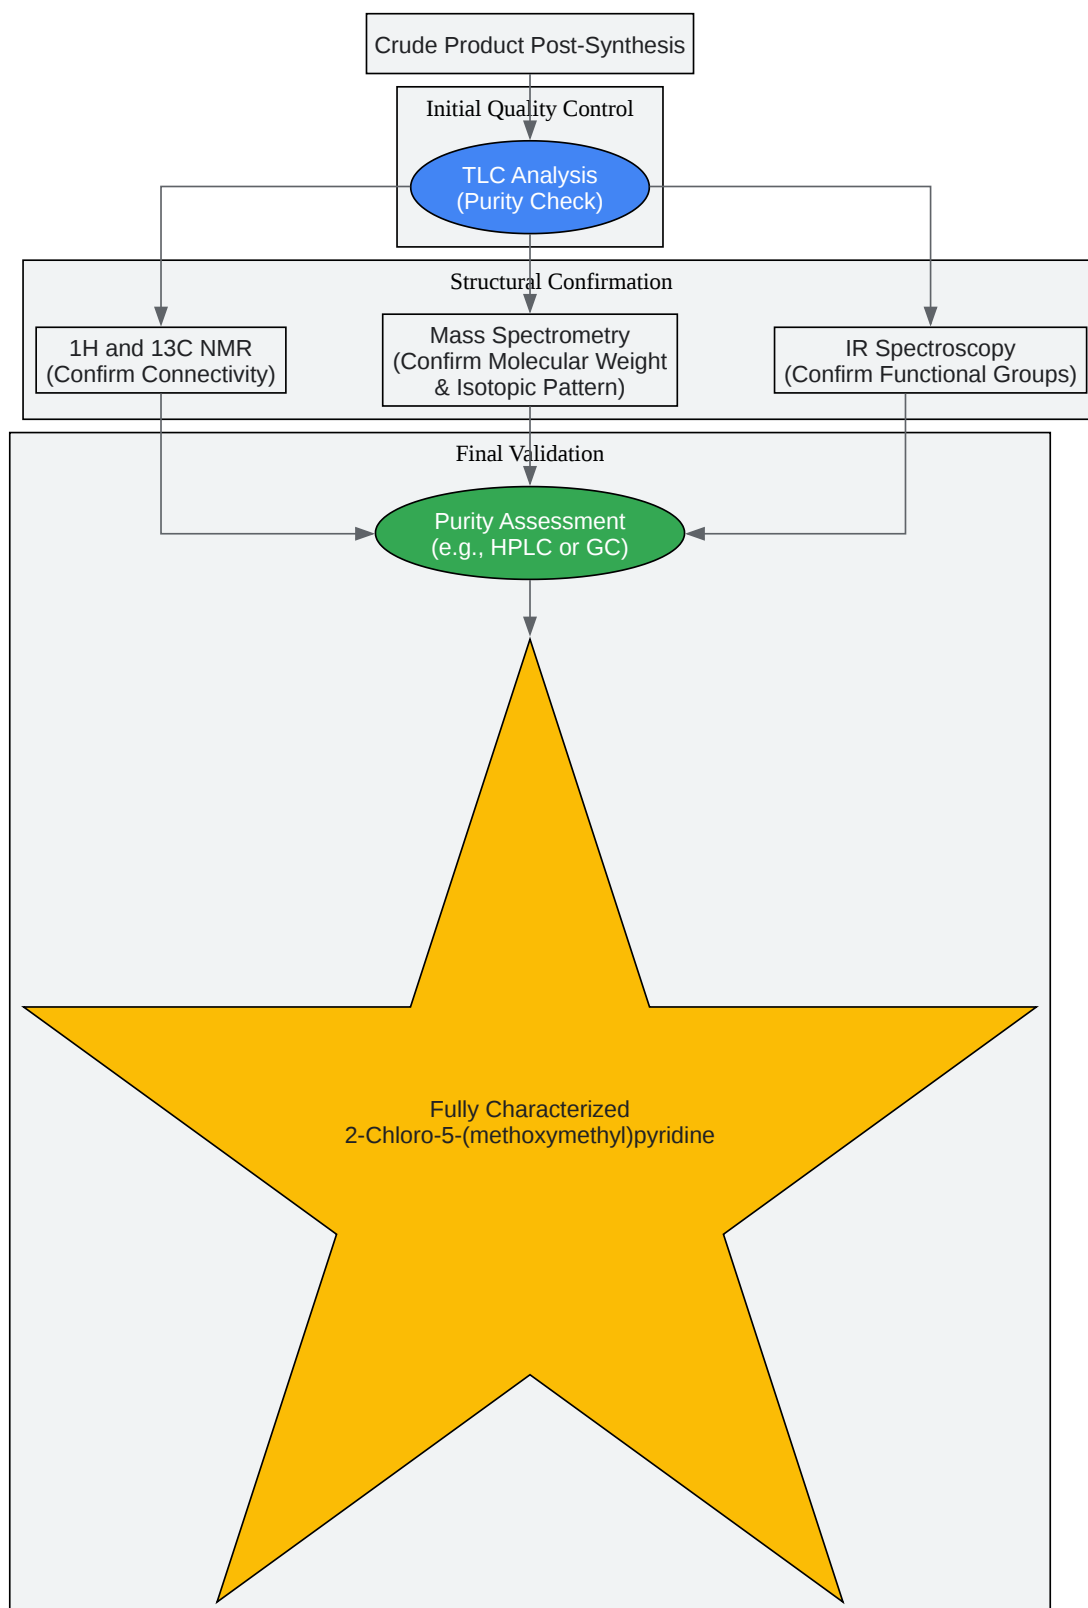 Crude Product Post-Synthesis
Initial Quality Control
TLC Analysis
(Purity Check)
Structural Confirmation
1H and 13C NMR
(Confirm Connectivity)
Mass Spectrometry
(Confirm Molecular Weight
& Isotopic Pattern)
IR Spectroscopy
(Confirm Functional Groups)
Final Validation
Purity Assessment
(e.g., HPLC or GC)
Fully Characterized
2-Chloro-5-(methoxymethyl)pyridine